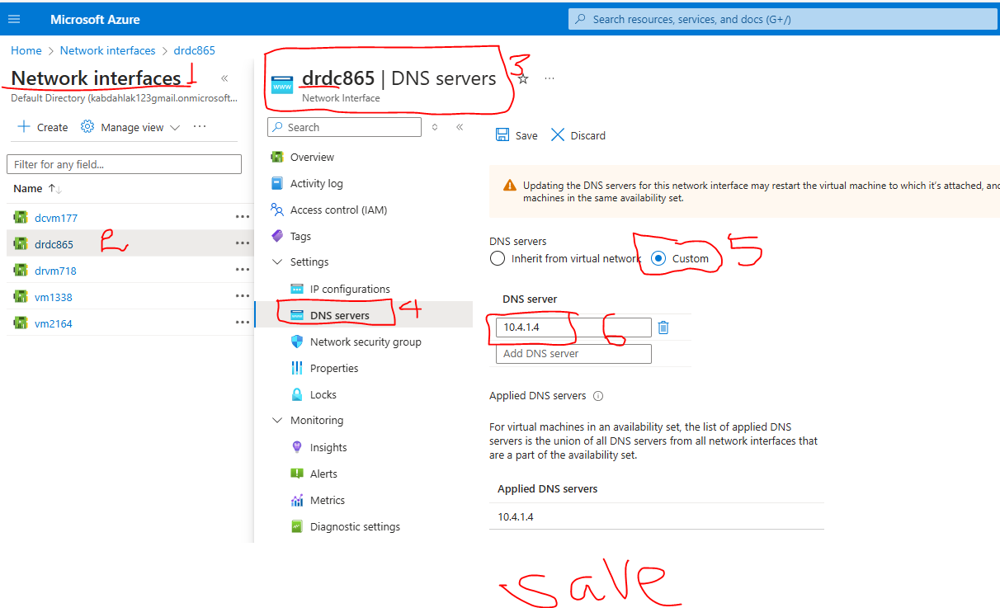 Microsoft Azure
Search resources, services, and docs (G+/)
Home > Network interfaces > drdc865
Network interfaces 1
Default Directory (kabdahlak123gmail.onmicrosoft...
+ Create Manage view ...
Filter for any field...
Name
dcvm177 ...
drdc865 2 ...
drvm718 ...
vm1338 ...
vm2164 ...
www drdc865 | DNS servers 3 ...
Network Interface
Search
Overview
Activity log
Access control (IAM)
Tags
Settings
IP configurations
DNS servers 4
Network security group
Properties
Locks
Monitoring
Insights
Alerts
Metrics
Diagnostic settings
Save Discard
Updating the DNS servers for this network interface may restart the virtual machine to which it's attached, and
machines in the same availability set.
DNS servers
Inherit from virtual network Custom 5
DNS server
10.4.1.4 6
Add DNS server
Applied DNS servers
For virtual machines in an availability set, the list of applied DNS
servers is the union of all DNS servers from all network interfaces that
are a part of the availability set.
Applied DNS servers
10.4.1.4
save